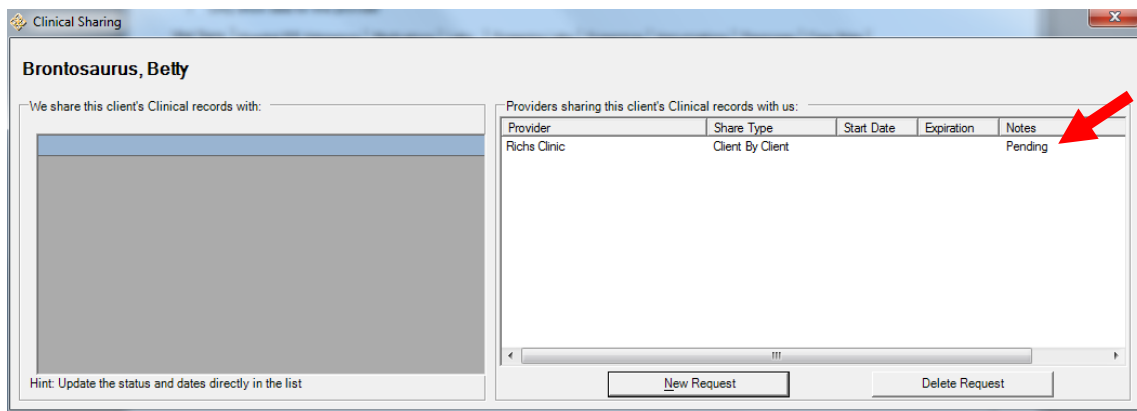 Clinical Sharing
Brontosaurus, Betty
We share this client's Clinical records with:
Hint: Update the status and dates directly in the list
Providers sharing this client's Clinical records with us:
Provider Share Type Start Date Expiration Notes
Richs Clinic Client By Client Pending
New Request Delete Request